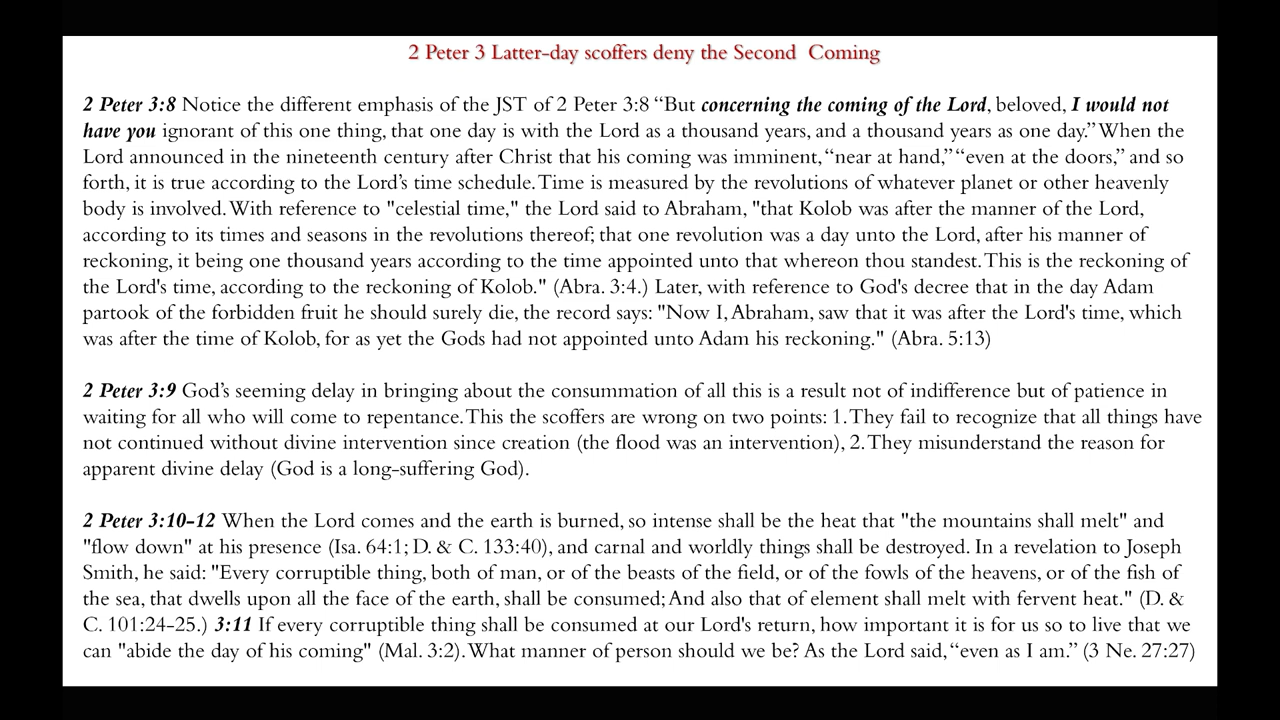 2 Peter 3 Latter-day scoffers deny the Second Coming
2 Peter 3:8 Notice the different emphasis of the JST of 2 Peter 3:8 “But concerning the coming of the Lord, beloved, I would not
have you ignorant of this one thing, that one day is with the Lord as a thousand years, and a thousand years as one day.” When the
Lord announced in the nineteenth century after Christ that his coming was imminent, “near at hand,” “even at the doors,” and so
forth, it is true according to the Lord’s time schedule. Time is measured by the revolutions of whatever planet or other heavenly
body is involved. With reference to "celestial time," the Lord said to Abraham, "that Kolob was after the manner of the Lord,
according to its times and seasons in the revolutions thereof; that one revolution was a day unto the Lord, after his manner of
reckoning, it being one thousand years according to the time appointed unto that whereon thou standest. This is the reckoning of
the Lord's time, according to the reckoning of Kolob." (Abra. 3:4.) Later, with reference to God's decree that in the day Adam
partook of the forbidden fruit he should surely die, the record says: "Now I, Abraham, saw that it was after the Lord's time, which
was after the time of Kolob, for as yet the Gods had not appointed unto Adam his reckoning." (Abra. 5:13)
2 Peter 3:9 God’s seeming delay in bringing about the consummation of all this is a result not of indifference but of patience in
waiting for all who will come to repentance. This the scoffers are wrong on two points: 1. They fail to recognize that all things have
not continued without divine intervention since creation (the flood was an intervention), 2. They misunderstand the reason for
apparent divine delay (God is a long-suffering God).
2 Peter 3:10-12 When the Lord comes and the earth is burned, so intense shall be the heat that "the mountains shall melt" and
"flow down" at his presence (Isa. 64:1; D. & C. 133:40), and carnal and worldly things shall be destroyed. In a revelation to Joseph
Smith, he said: "Every corruptible thing, both of man, or of the beasts of the field, or of the fowls of the heavens, or of the fish of
the sea, that dwells upon all the face of the earth, shall be consumed; And also that of element shall melt with fervent heat." (D. &
C. 101:24-25.) 3:11 If every corruptible thing shall be consumed at our Lord's return, how important it is for us so to live that we
can "abide the day of his coming" (Mal. 3:2). What manner of person should we be? As the Lord said, “even as I am.” (3 Ne. 27:27)